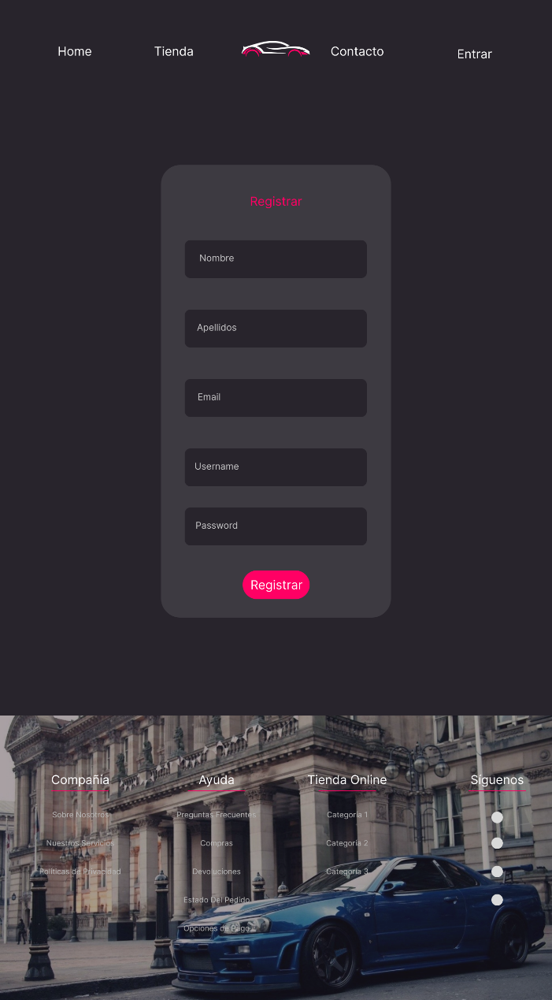 Home
Tienda
Contacto
Entrar
Registrar
Nombre
Apellidos
Email
Username
Password
Registrar
Compañía
Ayuda
Tienda Online
Síguenos
Sobre Nosotros
Preguntas Frecuentes
Categoría 1
Nuestros Servicios
Compras
Categoría 2
Políticas de Privacidad
Devoluciones
Categoría 3
Estado Del Pedido
Opciones de Pago